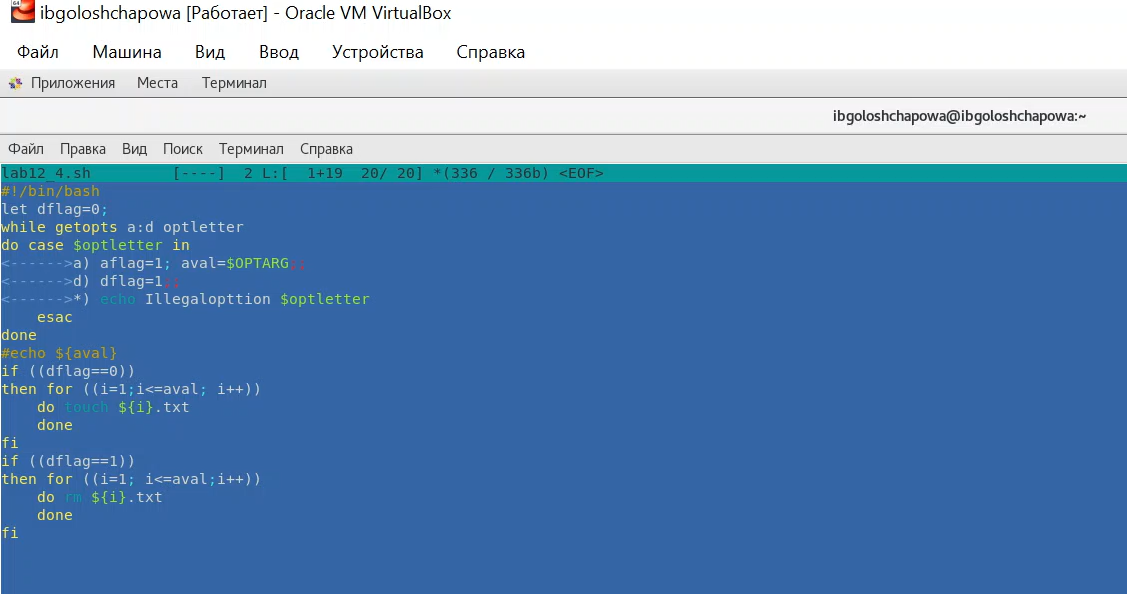 ibgoloshchapowa [Работает] - Oracle VM VirtualBox
Файл Машина Вид Ввод Устройства Справка
Приложения Места Терминал
ibgoloshchapowa@ibgoloshchapowa:~
Файл Правка Вид Поиск Терминал Справка
lab12_4.sh [----] 2 L:[ 1+19 20/ 20] *(336 / 336b) <EOF>
#!/bin/bash
let dflag=0;
while getopts a:d optletter
do case $optletter in
<------>a) aflag=1; aval=$OPTARG;;
<------>d) dflag=1;;
<------>*) echo Illegalopttion $optletter
    esac
done
#echo ${aval}
if ((dflag==0))
then for ((i=1;i<=aval; i++))
    do touch ${i}.txt
    done
fi
if ((dflag==1))
then for ((i=1; i<=aval;i++))
    do rm ${i}.txt
    done
fi